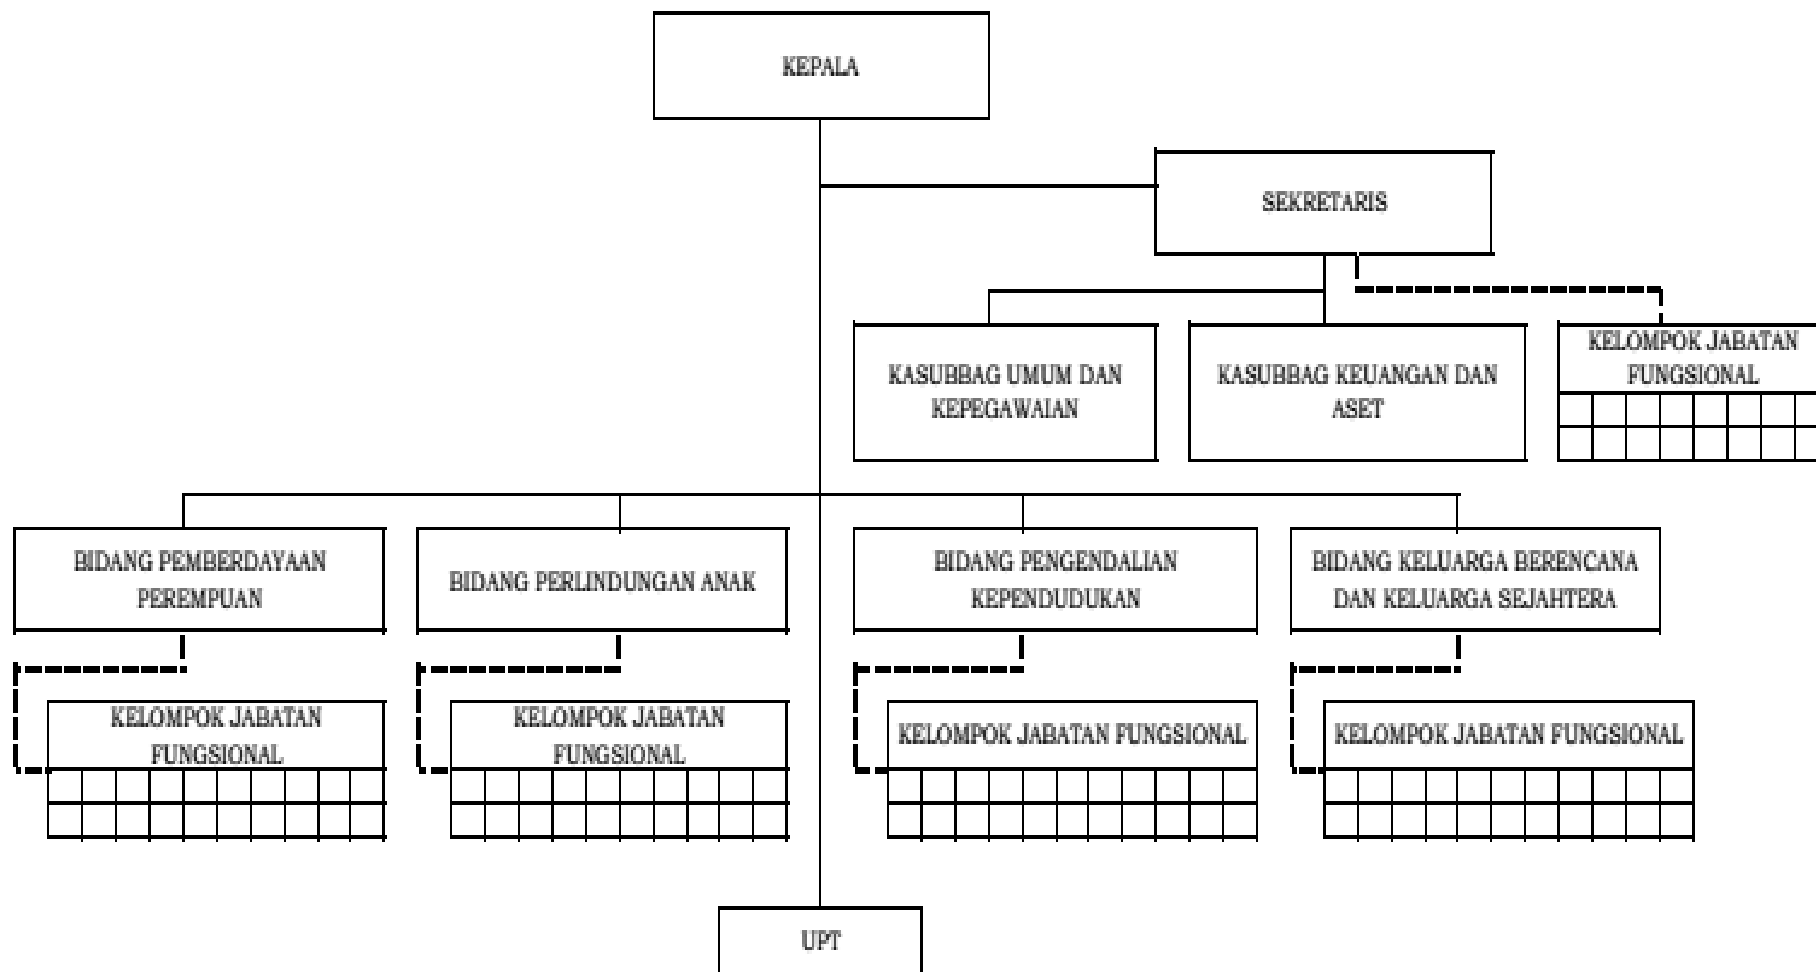 KEPALA
SEKRETARIS
KASUBBAG UMUM DAN
KEPEGAWAIAN
KASUBBAG KEUANGAN DAN
ASET
KELOMPOK JABATAN
FUNGSIONAL
BIDANG PEMBERDAYAAN
PEREMPUAN
BIDANG PERLINDUNGAN ANAK
BIDANG PENGENDALIAN
KEPENDUDUKAN
BIDANG KELUARGA BERENCANA
DAN KELUARGA SEJAHTERA
KELOMPOK JABATAN
FUNGSIONAL
KELOMPOK JABATAN
FUNGSIONAL
KELOMPOK JABATAN FUNGSIONAL
KELOMPOK JABATAN FUNGSIONAL
UPT